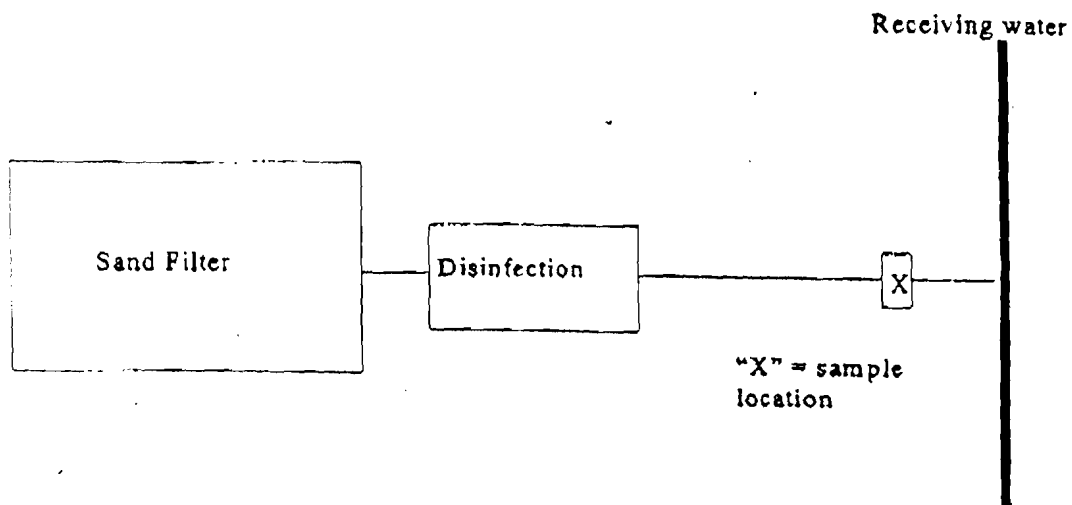 Receiving water
Sand Filter
Disinfection
X
"X" = sample
location